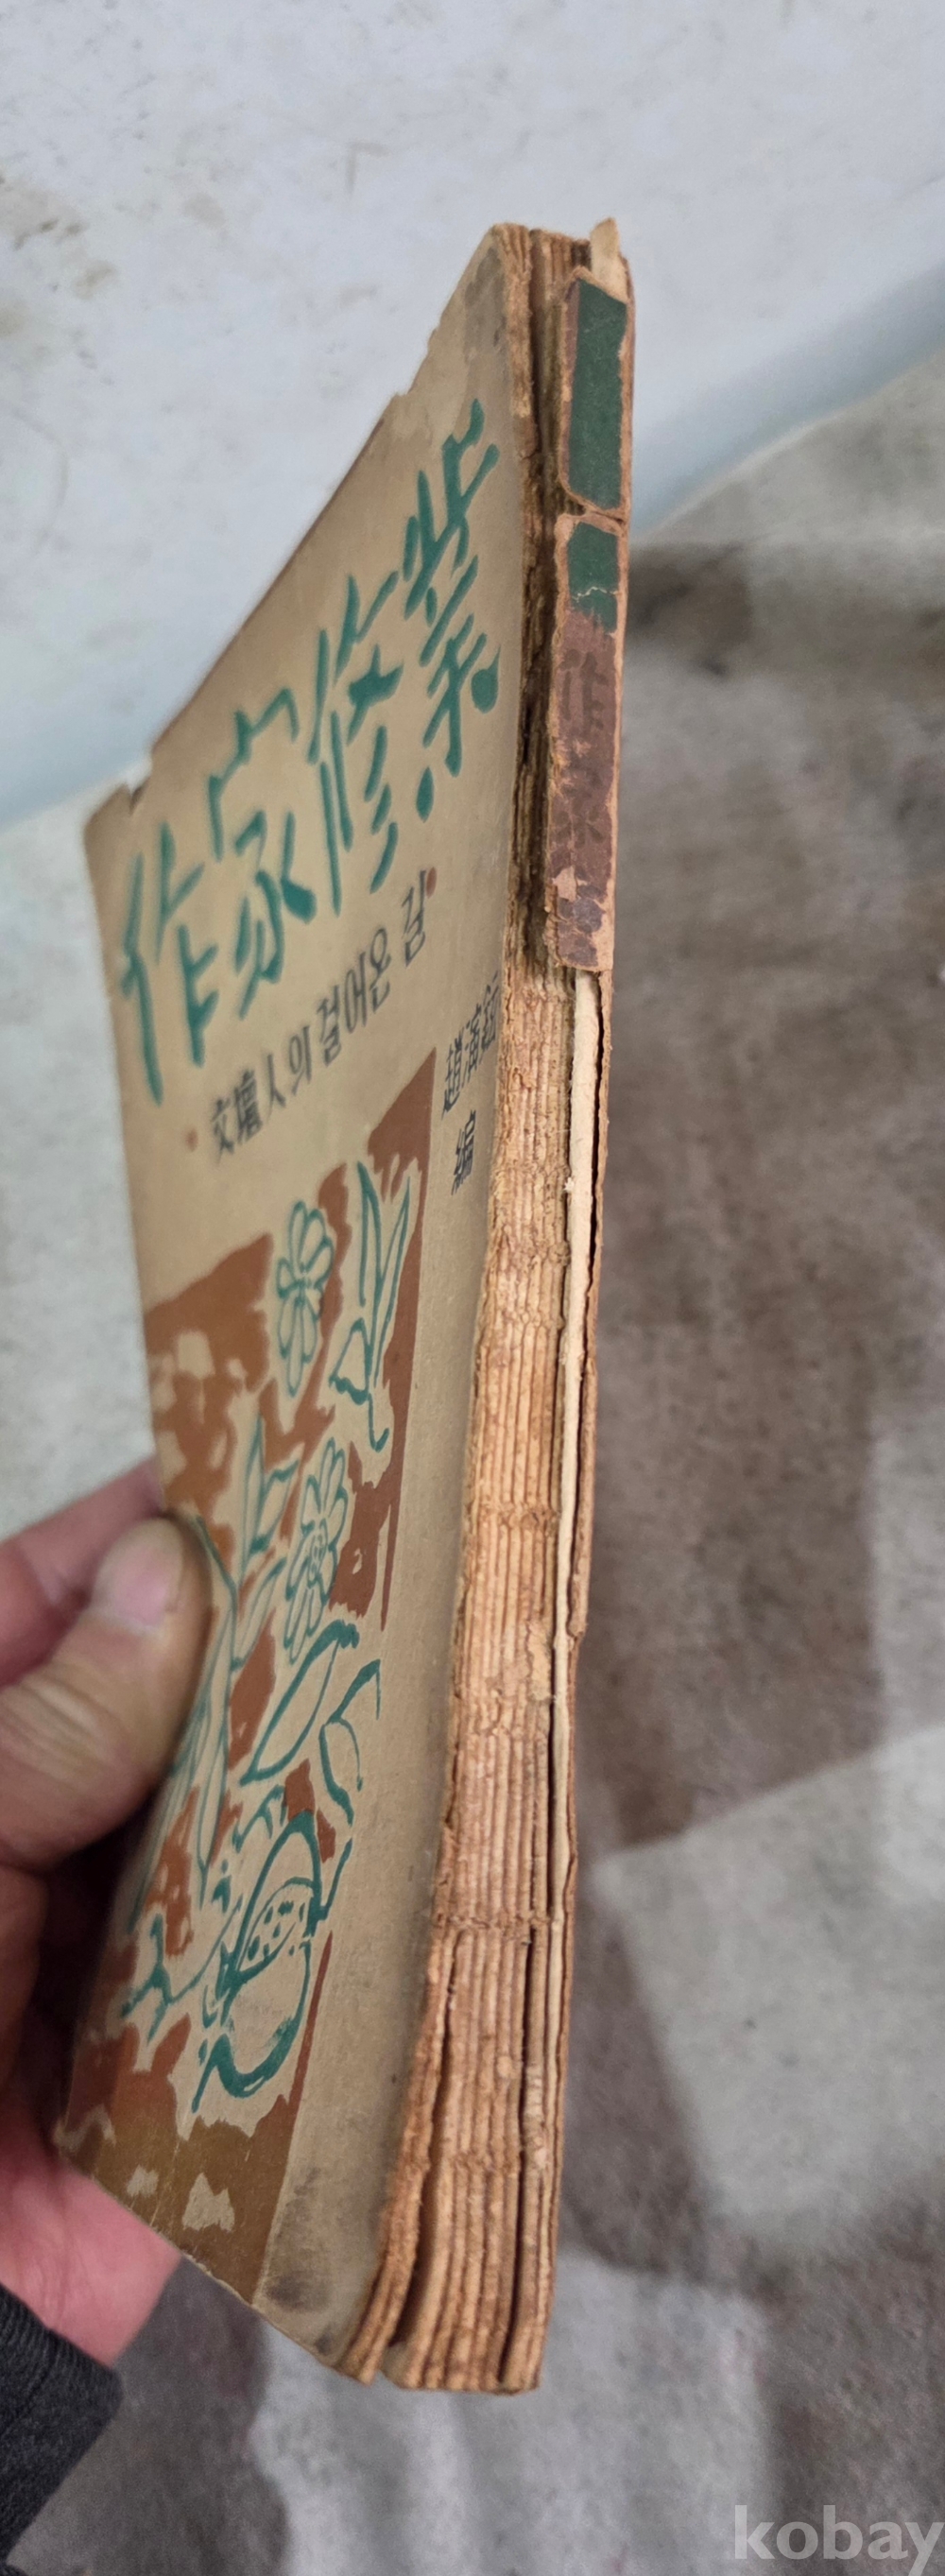 作家修業
文壇人의 걸어온 길
趙演鉉
編
作家
kobay